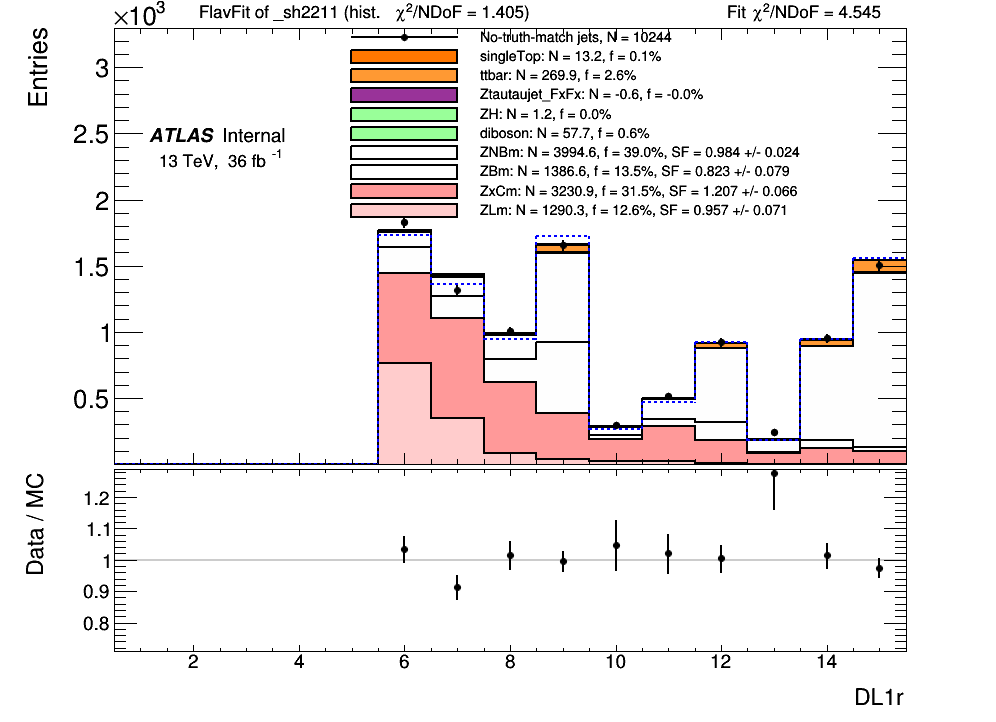 ×10³
FlavFit of _sh2211 (hist. χ²/NDoF = 1.405)
Fit χ²/NDoF = 4.545
Entries
3
2.5
2
1.5
1
0.5
ATLAS Internal
13 TeV, 36 fb⁻¹
No-truth-match jets, N = 10244
singleTop: N = 13.2, f = 0.1%
ttbar: N = 269.9, f = 2.6%
Ztautaujet_FxFx: N = -0.6, f = -0.0%
ZH: N = 1.2, f = 0.0%
diboson: N = 57.7, f = 0.6%
ZNBm: N = 3994.6, f = 39.0%, SF = 0.984 +/- 0.024
ZBm: N = 1386.6, f = 13.5%, SF = 0.823 +/- 0.079
ZxCm: N = 3230.9, f = 31.5%, SF = 1.207 +/- 0.066
ZLm: N = 1290.3, f = 12.6%, SF = 0.957 +/- 0.071
Data / MC
1.2
1.1
1
0.9
0.8
2 4 6 8 10 12 14
DL1r